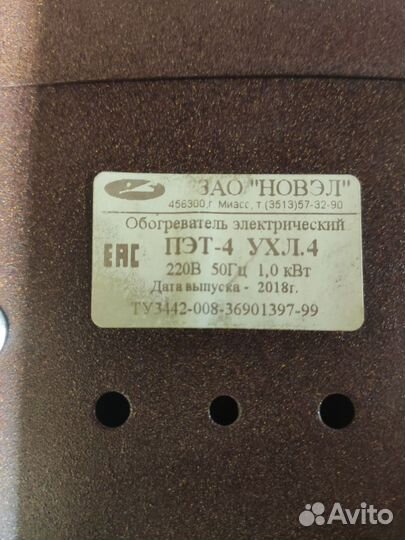 ЗАО "НОВЭЛ"
456300,г Миасс, т.(3513)57-32-90
Обогреватель электрический
ЕАС ПЭТ-4 УХЛ.4
220В 50Гц 1,0 кВт
Дата выпуска - 2018г.
ТУ3442-008-36901397-99
Avito